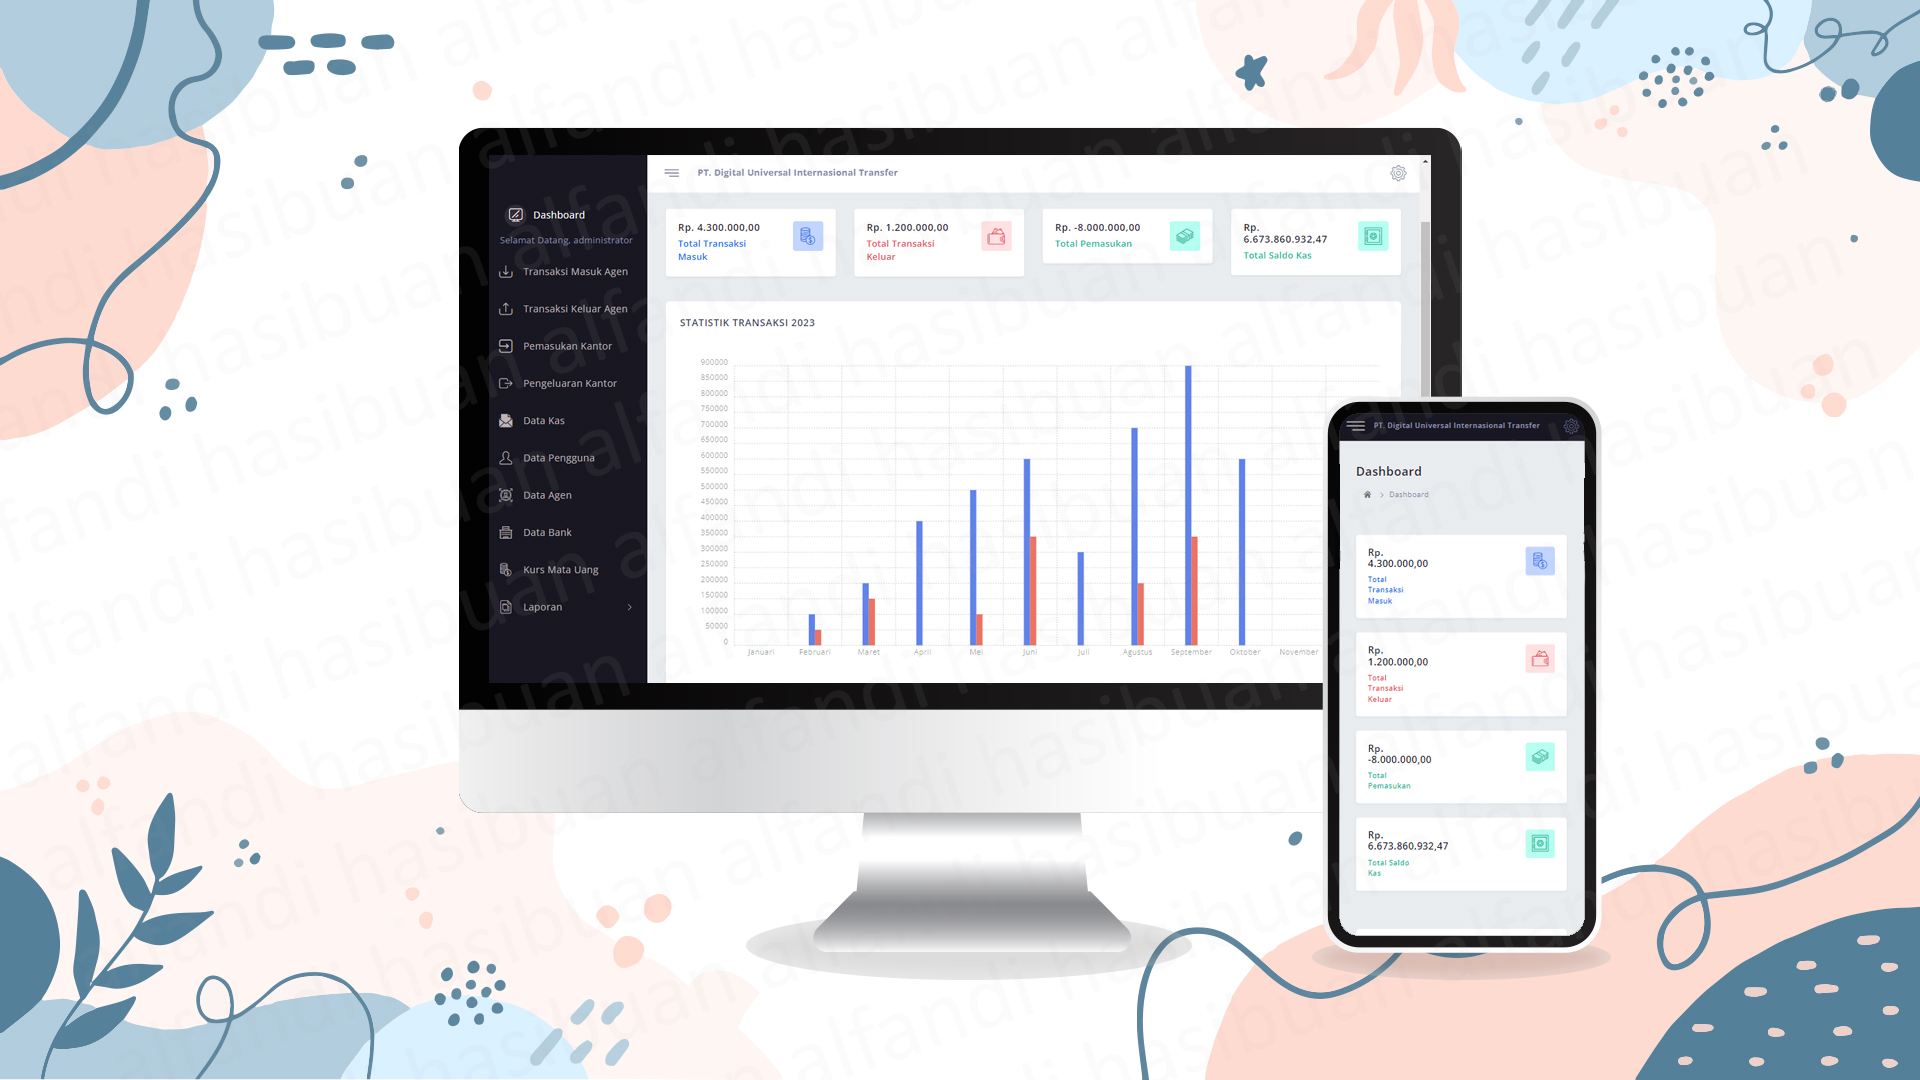 PT. Digital Universal Internasional Transfer
Dashboard
Selamat Datang, administrator
Transaksi Masuk Agen
Transaksi Keluar Agen
Pemasukan Kantor
Pengeluaran Kantor
Data Kas
Data Pengguna
Data Agen
Data Bank
Kurs Mata Uang
Laporan
Rp. 4.300.000,00
Total Transaksi
Masuk
Rp. 1.200.000,00
Total Transaksi
Keluar
Rp. -8.000.000,00
Total Pemasukan
Rp.
6.673.860.932,47
Total Saldo Kas
STATISTIK TRANSAKSI 2023
900000
850000
800000
750000
700000
650000
600000
550000
500000
450000
400000
350000
300000
250000
200000
150000
100000
50000
0
Januari Februari Maret April Mei Juni Juli Agustus September Oktober November
PT. Digital Universal Internasional Transfer
Dashboard
Dashboard
Rp.
4.300.000,00
Total
Transaksi
Masuk
Rp.
1.200.000,00
Total
Transaksi
Keluar
Rp.
-8.000.000,00
Total
Pemasukan
Rp.
6.673.860.932,47
Total Saldo
Kas
alfandi hasibuan alfandi hasibuan alfandi hasibuan